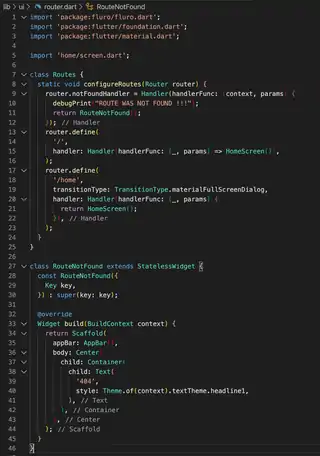 lib > ui > router.dart > RouteNotFound
1 import 'package:fluro/fluro.dart';
2 import 'package:flutter/foundation.dart';
3 import 'package:flutter/material.dart';
4
5 import 'home/screen.dart';
6
7 class Routes {
8 static void configureRoutes(Router router) {
9 router.notFoundHandler = Handler(handlerFunc: (context, params) {
10 debugPrint("ROUTE WAS NOT FOUND !!!");
11 return RouteNotFound();
12 }); // Handler
13 router.define(
14 '/',
15 handler: Handler(handlerFunc: (_, params) => HomeScreen()),
16 );
17 router.define(
18 '/home',
19 transitionType: TransitionType.materialFullScreenDialog,
20 handler: Handler(handlerFunc: (_, params) {
21 return HomeScreen();
22 }), // Handler
23 );
24 }
25 }
26
27 class RouteNotFound extends StatelessWidget {
28 const RouteNotFound({
29 Key key,
30 }) : super(key: key);
31
32 @override
33 Widget build(BuildContext context) {
34 return Scaffold(
35 appBar: AppBar(),
36 body: Center(
37 child: Container(
38 child: Text(
39 '404',
40 style: Theme.of(context).textTheme.headline1,
41 ), // Text
42 ), // Container
43 ), // Center
44 ); // Scaffold
45 }
46 }